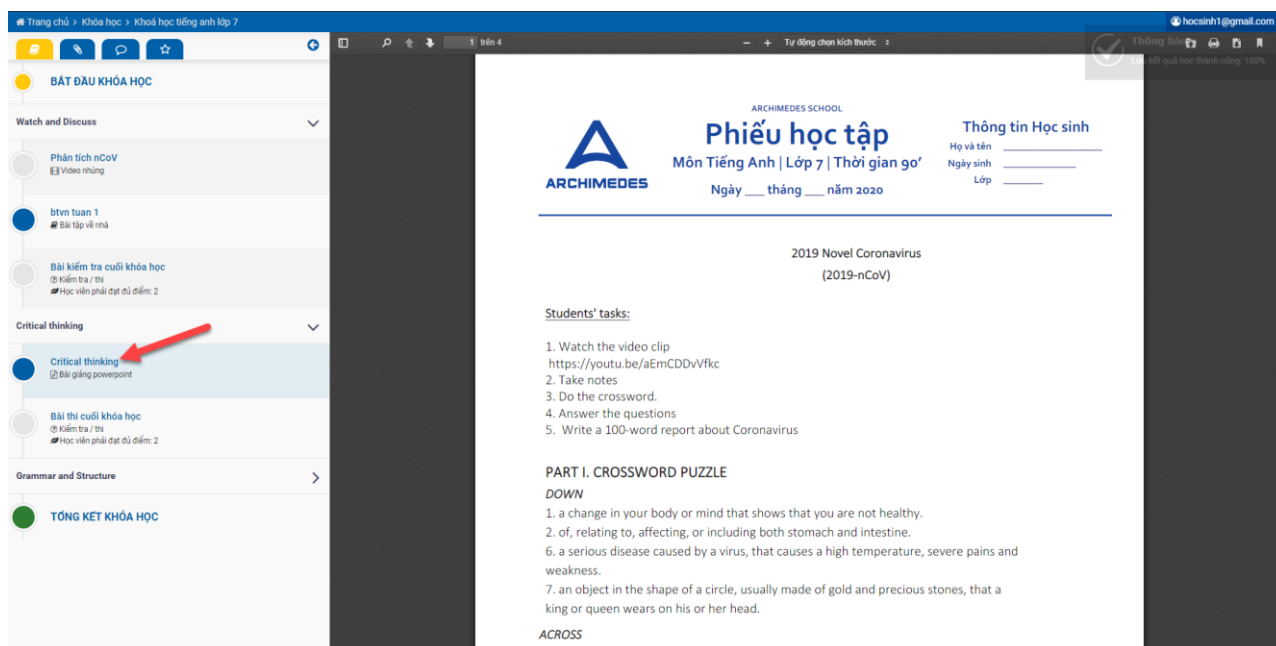 Trang chủ > Khóa học > Khoá học tiếng anh lớp 7
hocsinh1@gmail.com
BẮT ĐẦU KHÓA HỌC
Watch and Discuss
Phân tích nCoV
Video nhúng
btvn tuan 1
Bài tập về nhà
Bài kiểm tra cuối khóa học
Kiểm tra / thi
Học viên phải đạt đủ điểm: 2
Critical thinking
Critical thinking
Bài giảng powerpoint
Bài thi cuối khóa học
Kiểm tra / thi
Học viên phải đạt đủ điểm: 2
Grammar and Structure
TỔNG KẾT KHÓA HỌC
1 trên 4
Tự động chọn kích thước
Thông báo
Lưu kết quả học thành công: 100%
ARCHIMEDES SCHOOL
Phiếu học tập
Môn Tiếng Anh | Lớp 7 | Thời gian 90’
Ngày ___ tháng ___ năm 2020
ARCHIMEDES
Thông tin Học sinh
Họ và tên
Ngày sinh
Lớp
2019 Novel Coronavirus
(2019-nCoV)
Students' tasks:
1. Watch the video clip
https://youtu.be/aEmCDDvVfkc
2. Take notes
3. Do the crossword.
4. Answer the questions
5. Write a 100-word report about Coronavirus
PART I. CROSSWORD PUZZLE
DOWN
1. a change in your body or mind that shows that you are not healthy.
2. of, relating to, affecting, or including both stomach and intestine.
6. a serious disease caused by a virus, that causes a high temperature, severe pains and
weakness.
7. an object in the shape of a circle, usually made of gold and precious stones, that a
king or queen wears on his or her head.
ACROSS